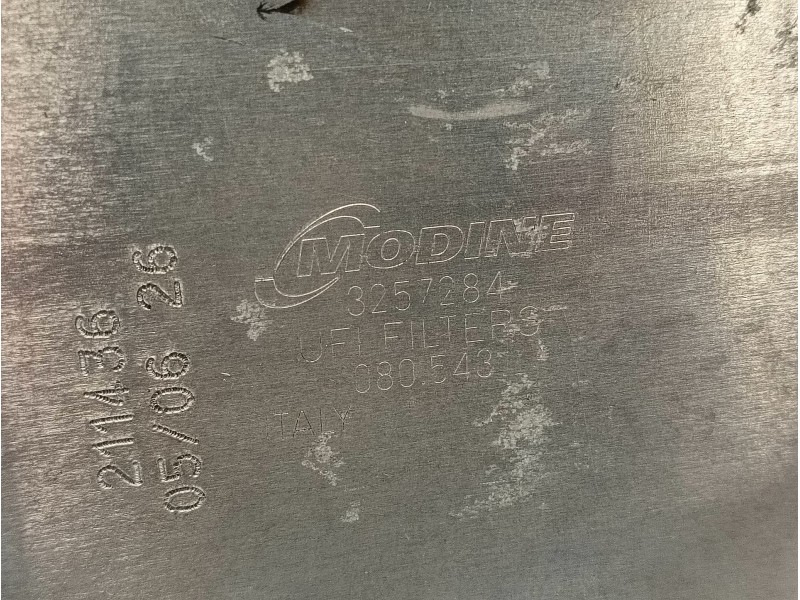 MODINE
3257284
UFI FILTERS
080.543
ITALY
211436
05/06 26